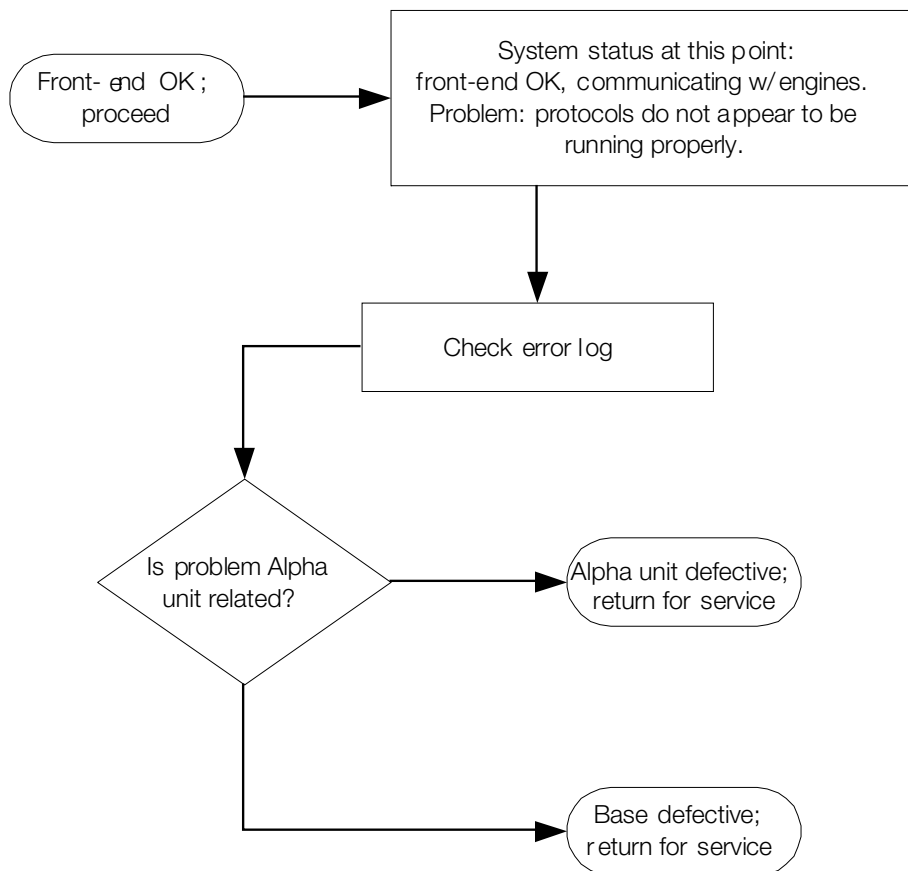 Front-end OK;
proceed
System status at this point:
front-end OK, communicating w/engines.
Problem: protocols do not appear to be
running properly.
Check error log
Is problem Alpha
unit related?
Alpha unit defective;
return for service
Base defective;
return for service